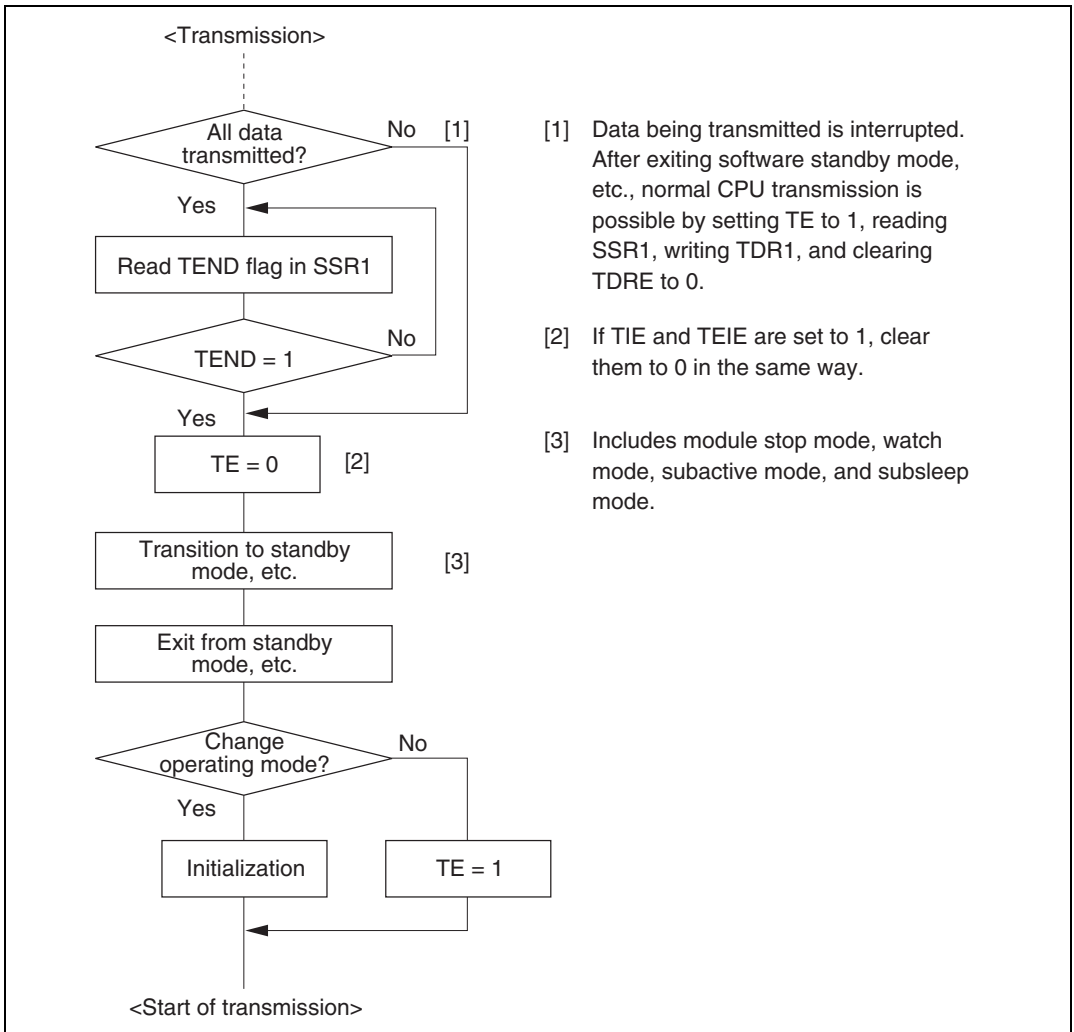 <Transmission>
All data
transmitted?
No [1]
Yes
Read TEND flag in SSR1
TEND = 1
No
Yes
TE = 0
[2]
Transition to standby
mode, etc.
[3]
Exit from standby
mode, etc.
Change
operating mode?
No
Yes
Initialization
TE = 1
<Start of transmission>
[1] Data being transmitted is interrupted.
After exiting software standby mode,
etc., normal CPU transmission is
possible by setting TE to 1, reading
SSR1, writing TDR1, and clearing
TDRE to 0.
[2] If TIE and TEIE are set to 1, clear
them to 0 in the same way.
[3] Includes module stop mode, watch
mode, subactive mode, and subsleep
mode.